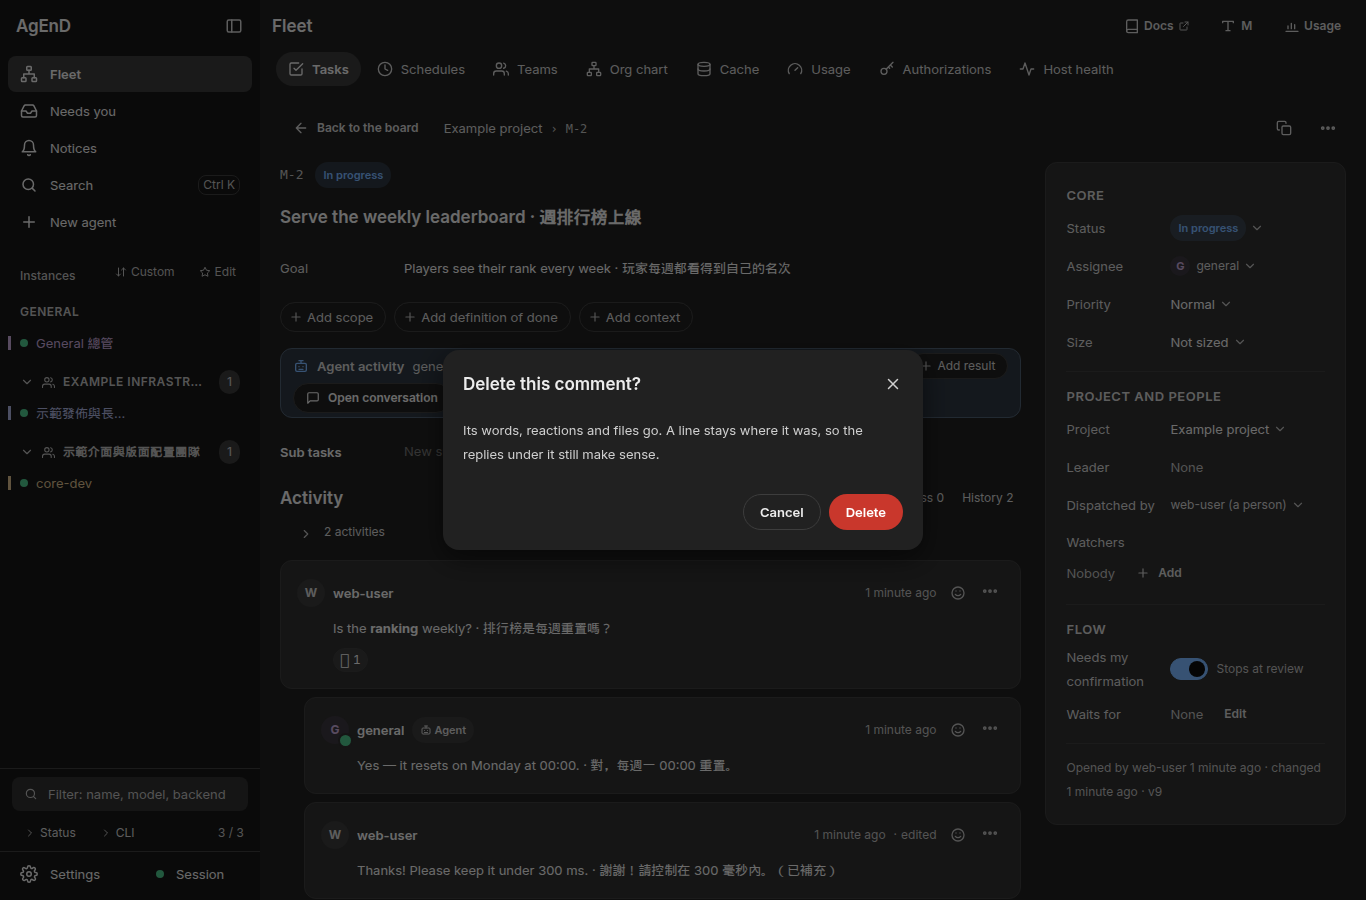 AgEnD
Fleet
Needs you
Notices
Search Ctrl K
New agent
Instances Custom Edit
GENERAL
General 總管
EXAMPLE INFRASTR... 1
示範發佈與長...
示範介面與版面配置團隊 1
core-dev
Filter: name, model, backend
Status CLI 3 / 3
Settings Session
Fleet
Docs M Usage
Tasks Schedules Teams Org chart Cache Usage Authorizations Host health
Back to the board Example project › M-2
M-2 In progress
Serve the weekly leaderboard · 週排行榜上線
Goal Players see their rank every week · 玩家每週都看得到自己的名次
+ Add scope + Add definition of done + Add context
Agent activity gene
Add result
Open conversation
Sub tasks New s
Activity
ss 0 History 2
2 activities
Delete this comment?
Its words, reactions and files go. A line stays where it was, so the
replies under it still make sense.
Cancel Delete
W web-user 1 minute ago
Is the ranking weekly? · 排行榜是每週重置嗎？
1
G general Agent 1 minute ago
Yes — it resets on Monday at 00:00. · 對，每週一 00:00 重置。
W web-user 1 minute ago · edited
Thanks! Please keep it under 300 ms. · 謝謝！請控制在 300 毫秒內。（已補充）
CORE
Status In progress
Assignee G general
Priority Normal
Size Not sized
PROJECT AND PEOPLE
Project Example project
Leader None
Dispatched by web-user (a person)
Watchers
Nobody + Add
FLOW
Needs my
confirmation
Stops at review
Waits for None Edit
Opened by web-user 1 minute ago · changed
1 minute ago · v9